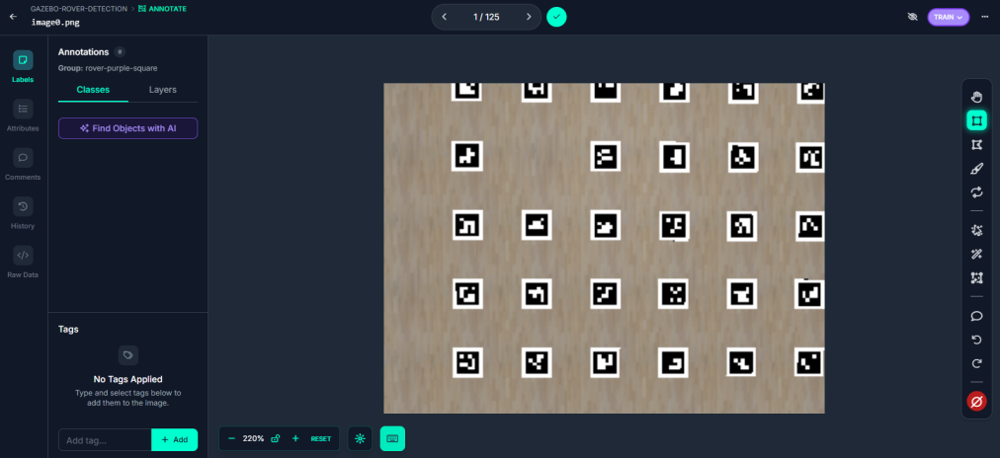 GAZEBO-ROVER-DETECTION > ANNOTATE
image0.png
1 / 125
TRAIN
Labels
Attributes
Comments
History
Raw Data
Annotations 0
Group: rover-purple-square
Classes Layers
Find Objects with AI
Tags
No Tags Applied
Type and select tags below to
add them to the image.
Add tag... + Add
220% + RESET